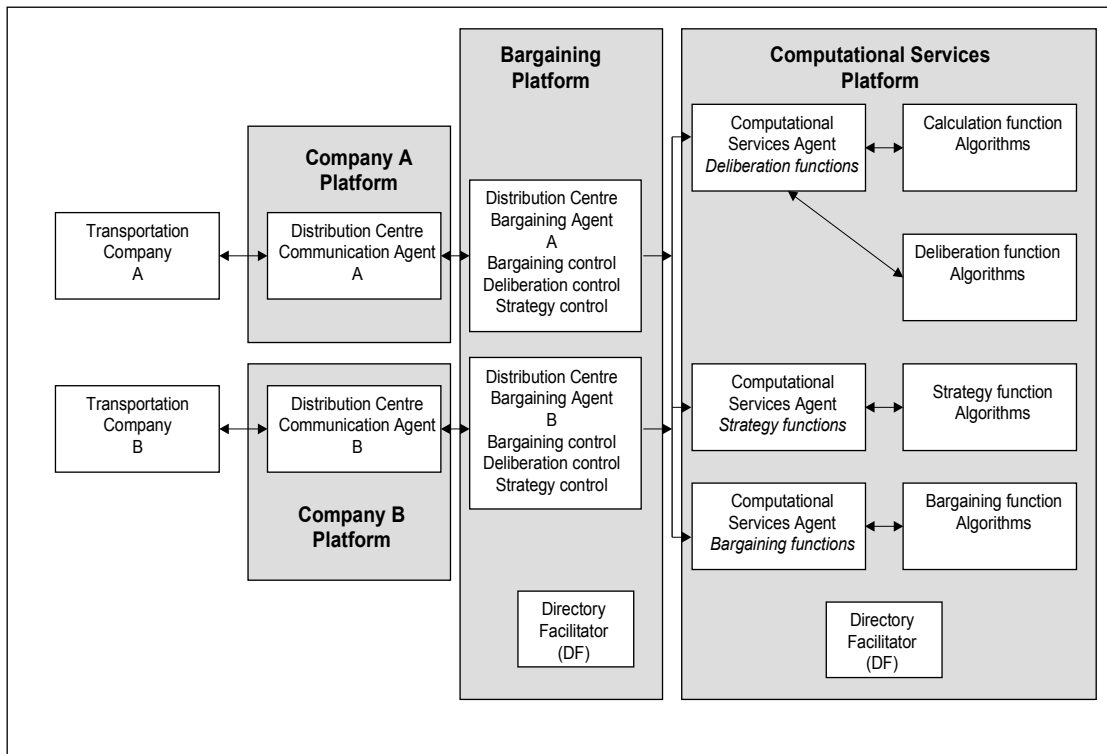 Bargaining
Platform
Computational Services
Platform
Company A
Platform
Transportation
Company
A
Distribution Centre
Communication Agent
A
Distribution Centre
Bargaining Agent
A
Bargaining control
Deliberation control
Strategy control
Computational
Services Agent
Deliberation functions
Calculation function
Algorithms
Deliberation function
Algorithms
Transportation
Company
B
Distribution Centre
Communication Agent
B
Company B
Platform
Distribution Centre
Bargaining Agent
B
Bargaining control
Deliberation control
Strategy control
Computational
Services Agent
Strategy functions
Strategy function
Algorithms
Computational
Services Agent
Bargaining functions
Bargaining function
Algorithms
Directory
Facilitator
(DF)
Directory
Facilitator
(DF)